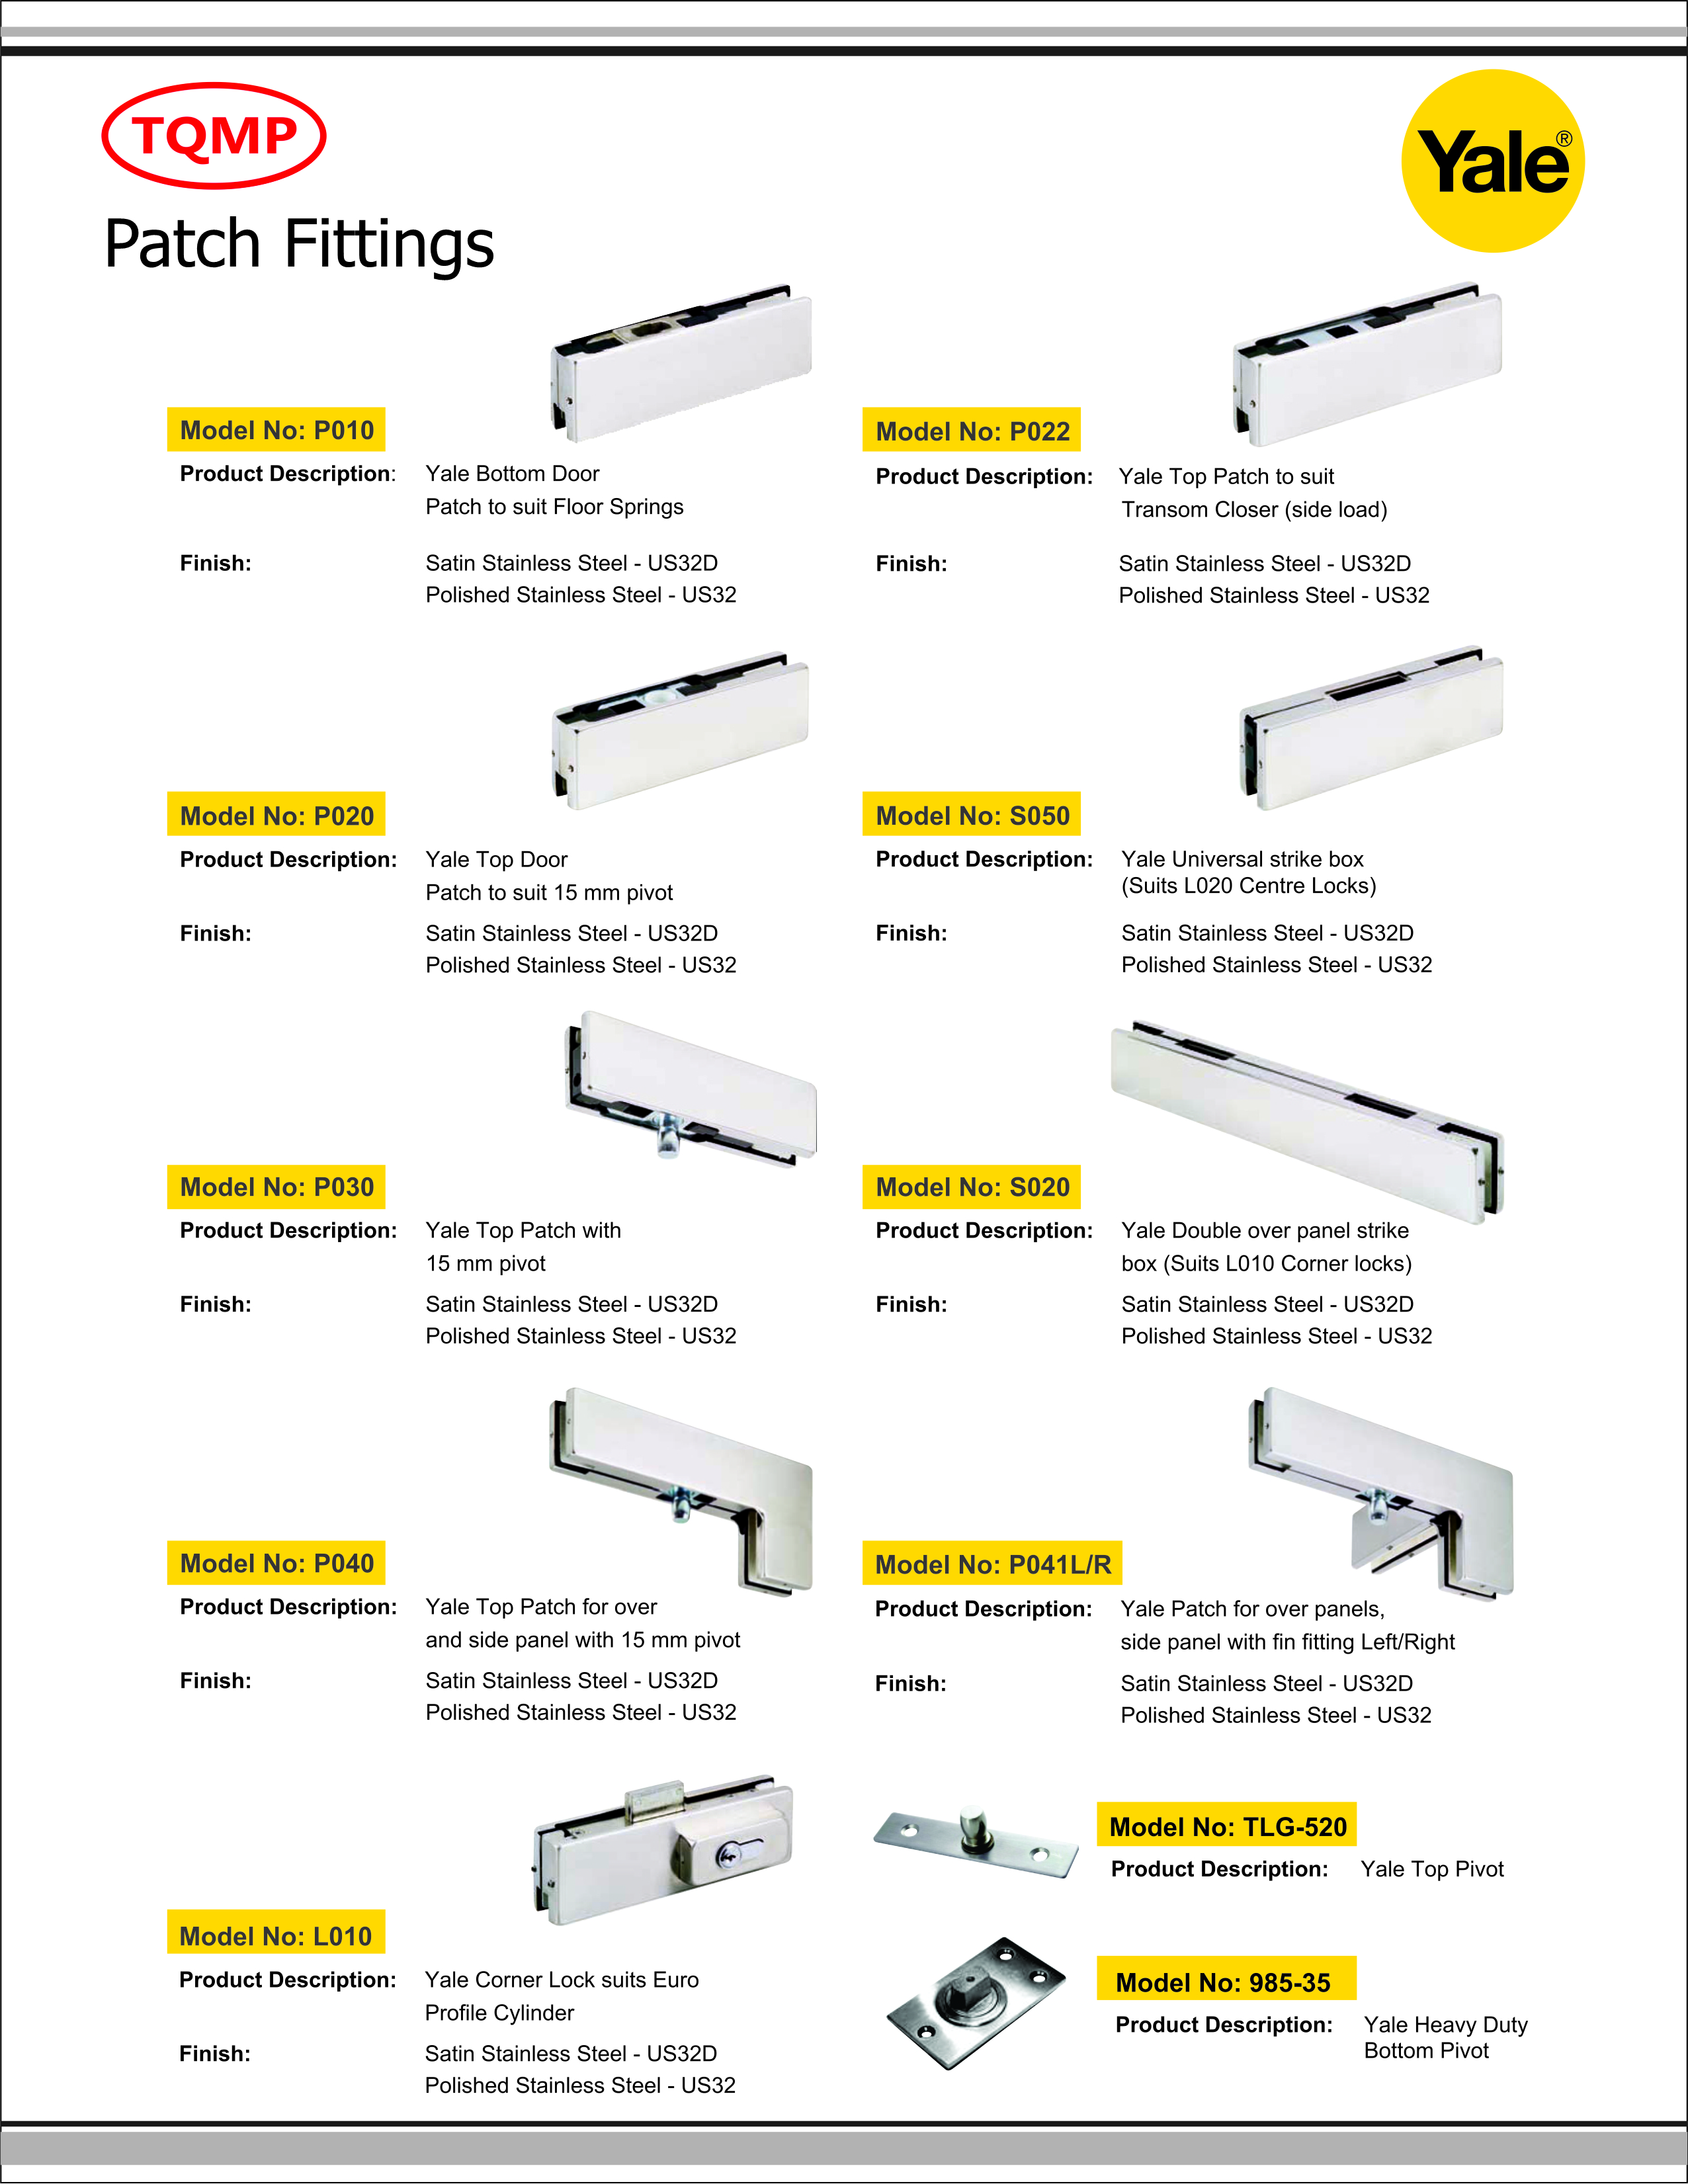 TQMP
Yale®
Patch Fittings
Model No: P010
Product Description: Yale Bottom Door
Patch to suit Floor Springs
Finish: Satin Stainless Steel - US32D
Polished Stainless Steel - US32
Model No: P022
Product Description: Yale Top Patch to suit
Transom Closer (side load)
Finish: Satin Stainless Steel - US32D
Polished Stainless Steel - US32
Model No: P020
Product Description: Yale Top Door
Patch to suit 15 mm pivot
Finish: Satin Stainless Steel - US32D
Polished Stainless Steel - US32
Model No: S050
Product Description: Yale Universal strike box
(Suits L020 Centre Locks)
Finish: Satin Stainless Steel - US32D
Polished Stainless Steel - US32
Model No: P030
Product Description: Yale Top Patch with
15 mm pivot
Finish: Satin Stainless Steel - US32D
Polished Stainless Steel - US32
Model No: S020
Product Description: Yale Double over panel strike
box (Suits L010 Corner locks)
Finish: Satin Stainless Steel - US32D
Polished Stainless Steel - US32
Model No: P040
Product Description: Yale Top Patch for over
and side panel with 15 mm pivot
Finish: Satin Stainless Steel - US32D
Polished Stainless Steel - US32
Model No: P041L/R
Product Description: Yale Patch for over panels,
side panel with fin fitting Left/Right
Finish: Satin Stainless Steel - US32D
Polished Stainless Steel - US32
Model No: L010
Product Description: Yale Corner Lock suits Euro
Profile Cylinder
Finish: Satin Stainless Steel - US32D
Polished Stainless Steel - US32
Model No: TLG-520
Product Description: Yale Top Pivot
Model No: 985-35
Product Description: Yale Heavy Duty
Bottom Pivot